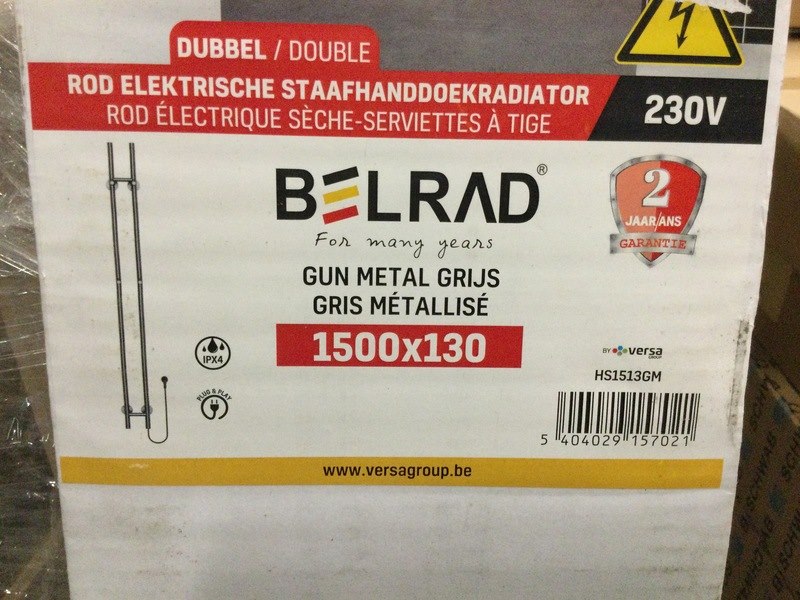 DUBBEL / DOUBLE
ROD ELEKTRISCHE STAAFHANDDOEKRADIATOR
ROD ÉLECTRIQUE SÈCHE-SERVIETTES À TIGE
230V
BELRAD®
For many years
2
JAAR/ANS
GARANTIE
GUN METAL GRIJS
GRIS MÉTALLISÉ
1500x130
IPX4
PLUG & PLAY
BY versa
GROUP
HS1513GM
5 404029 157021
www.versagroup.be